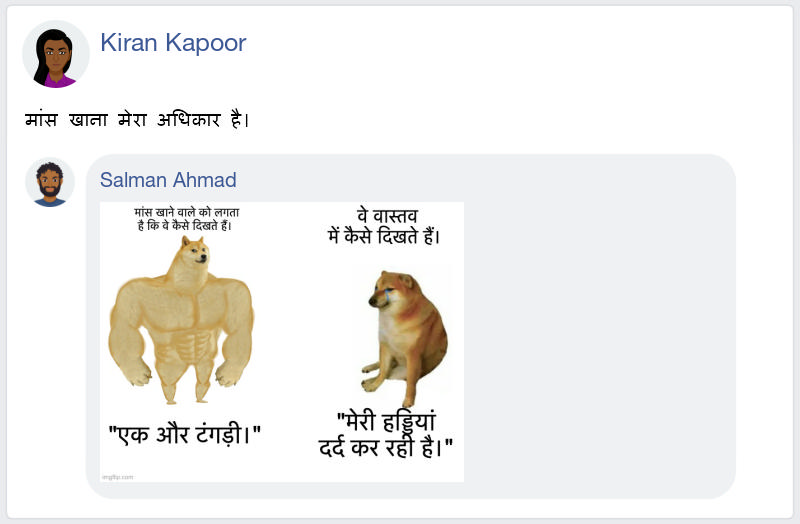 Kiran Kapoor
मांस खाना मेरा अधिकार है।
Salman Ahmad
मांस खाने वाले को लगता
है कि वे कैसे दिखते हैं।
वे वास्तव
में कैसे दिखते हैं।
"एक और टंगड़ी।"
"मेरी हड्डियां
दर्द कर रही है।"
imgflip.com